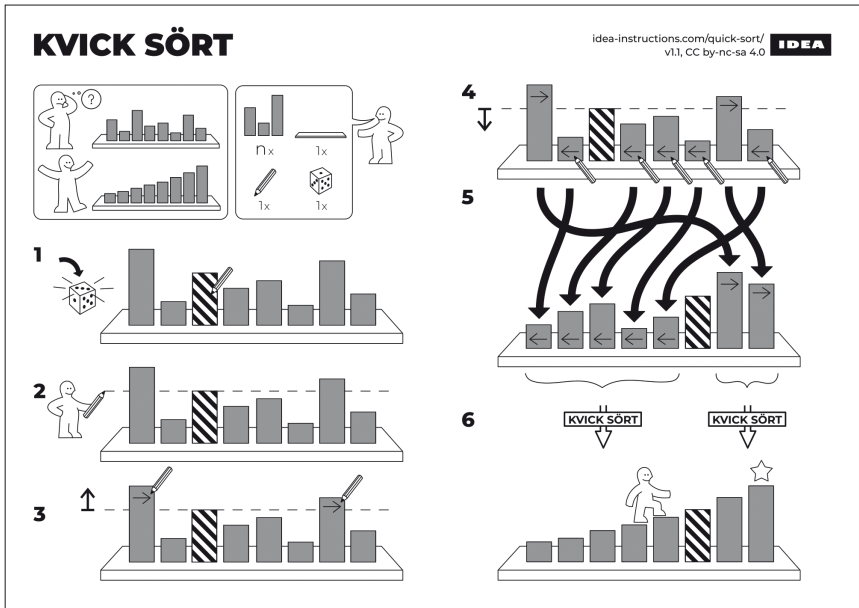 KVICK SÖRT
idea-instructions.com/quick-sort/
v1.1, CC by-nc-sa 4.0
IDEA
?
nx
1x
1x
1x
1
2
3
4
5
6
KVICK SÖRT
KVICK SÖRT